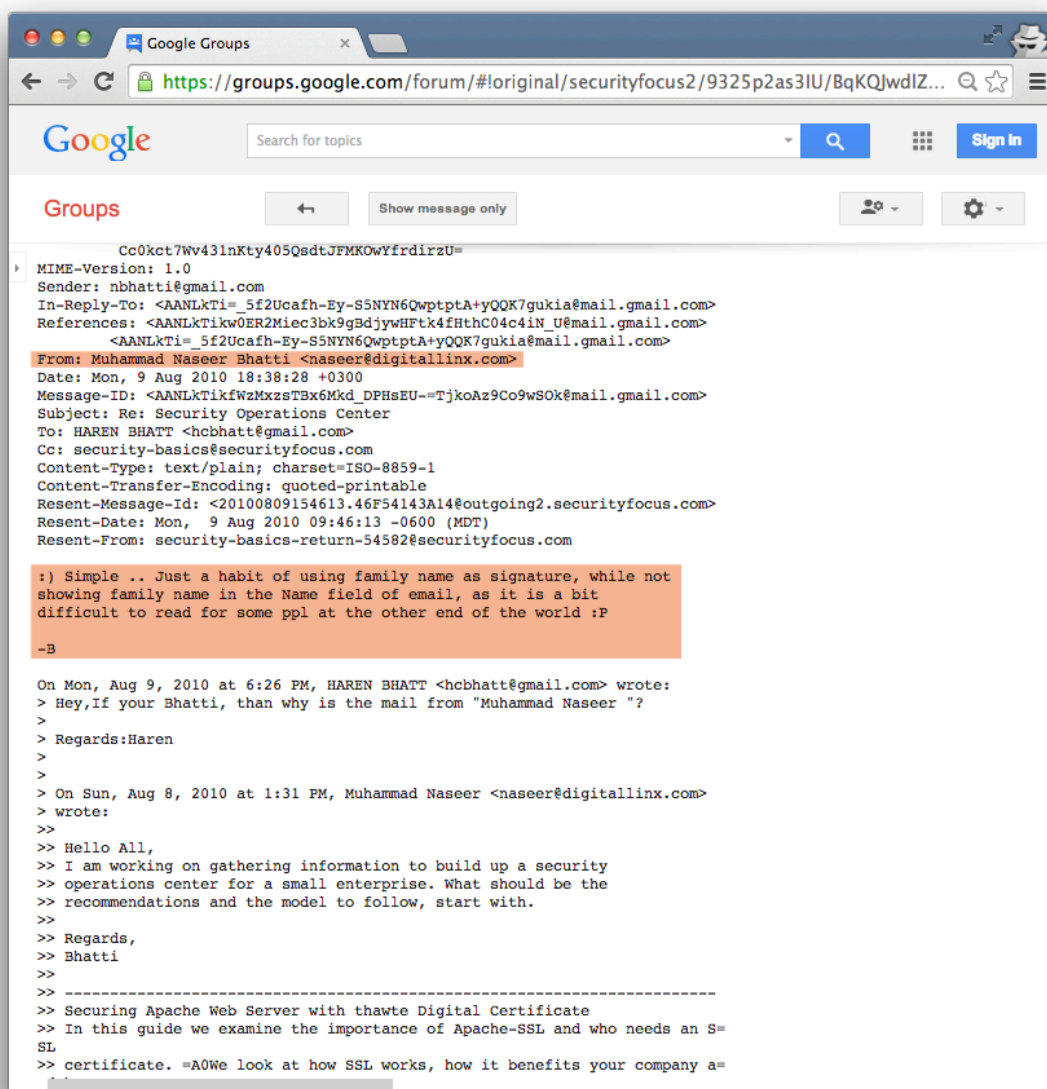 Google Groups
https://groups.google.com/forum/#!original/securityfocus2/9325p2as3IU/BqKQJwdlZ...
Google
Search for topics
Sign in
Groups
Show message only
Cc0kct7Wv431nKty405QsdtJFMKOwYfrdirzU=
MIME-Version: 1.0
Sender: nbhatti@gmail.com
In-Reply-To: <AANLkTi=_5f2Ucafh-Ey-S5NYN6QwptptA+yQQK7gukia@mail.gmail.com>
References: <AANLkTikw0ER2Miec3bk9gBdjywHFtk4fHthC04c4iN_U@mail.gmail.com>
<AANLkTi=_5f2Ucafh-Ey-S5NYN6QwptptA+yQQK7gukia@mail.gmail.com>
From: Muhammad Naseer Bhatti <naseer@digitallinx.com>
Date: Mon, 9 Aug 2010 18:38:28 +0300
Message-ID: <AANLkTikfWzMxzsTBx6Mkd_DPHsEU-=TjkoAz9Co9wSOk@mail.gmail.com>
Subject: Re: Security Operations Center
To: HAREN BHATT <hcbhatt@gmail.com>
Cc: security-basics@securityfocus.com
Content-Type: text/plain; charset=ISO-8859-1
Content-Transfer-Encoding: quoted-printable
Resent-Message-Id: <20100809154613.46F54143A14@outgoing2.securityfocus.com>
Resent-Date: Mon,  9 Aug 2010 09:46:13 -0600 (MDT)
Resent-From: security-basics-return-54582@securityfocus.com
:) Simple .. Just a habit of using family name as signature, while not
showing family name in the Name field of email, as it is a bit
difficult to read for some ppl at the other end of the world :P
-B
On Mon, Aug 9, 2010 at 6:26 PM, HAREN BHATT <hcbhatt@gmail.com> wrote:
> Hey,If your Bhatti, than why is the mail from "Muhammad Naseer "?
>
> Regards:Haren
>
>
> On Sun, Aug 8, 2010 at 1:31 PM, Muhammad Naseer <naseer@digitallinx.com>
> wrote:
>>
>> Hello All,
>> I am working on gathering information to build up a security
>> operations center for a small enterprise. What should be the
>> recommendations and the model to follow, start with.
>>
>> Regards,
>> Bhatti
>>
>> ------------------------------------------------------------------------
>> Securing Apache Web Server with thawte Digital Certificate
>> In this guide we examine the importance of Apache-SSL and who needs an S=
SL
>> certificate. =A0We look at how SSL works, how it benefits your company a=